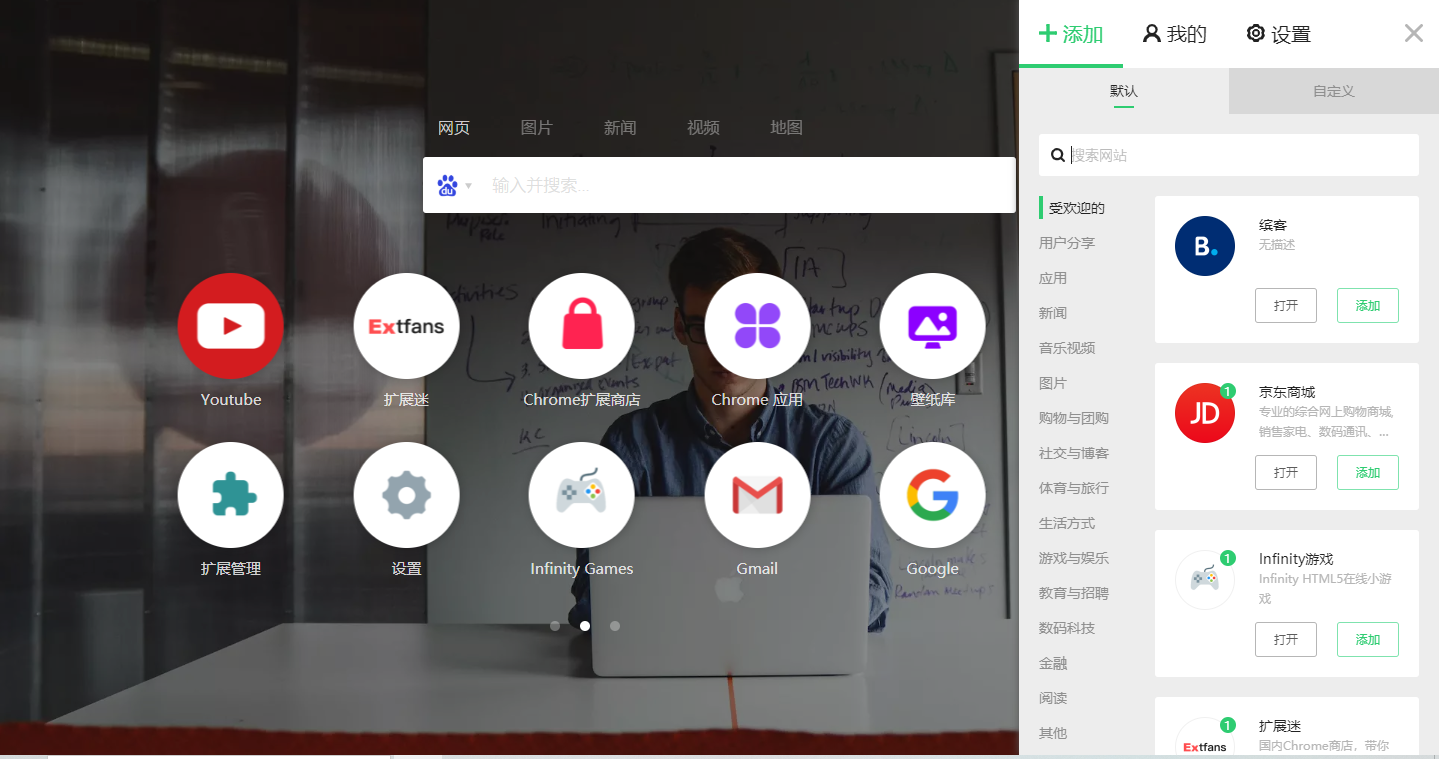 添加
我的
设置
默认
自定义
网页
图片
新闻
视频
地图
du
输入并搜索...
搜索网站
受欢迎的
用户分享
应用
新闻
音乐视频
图片
购物与团购
社交与博客
体育与旅行
生活方式
游戏与娱乐
教育与招聘
数码科技
金融
阅读
其他
B.
缤客
无描述
打开
添加
JD
1
京东商城
专业的综合网上购物商城,
销售家电、数码通讯、...
打开
添加
1
Infinity游戏
Infinity HTML5在线小游
戏
打开
添加
Extfans
1
扩展迷
国内Chrome商店，带你
Extfans
Youtube
扩展迷
Chrome扩展商店
Chrome 应用
壁纸库
扩展管理
设置
Infinity Games
Gmail
Google
Initiating
group
KC
[IA
[Lincoln]
Random Meetups